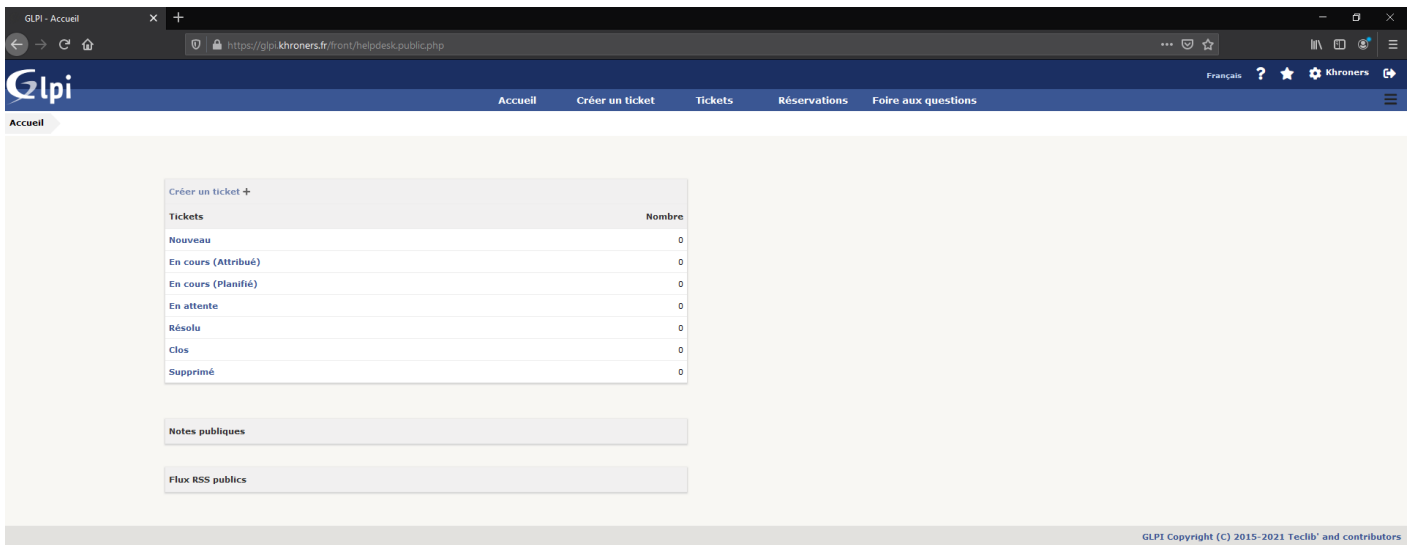 GLPI - Accueil
https://glpi.khroners.fr/front/helpdesk.public.php
Glpi
Français ? Khroners
Accueil Créer un ticket Tickets Réservations Foire aux questions
Accueil
Créer un ticket +
Tickets Nombre
Nouveau 0
En cours (Attribué) 0
En cours (Planifié) 0
En attente 0
Résolu 0
Clos 0
Supprimé 0
Notes publiques
Flux RSS publics
GLPI Copyright (C) 2015-2021 Teclib' and contributors